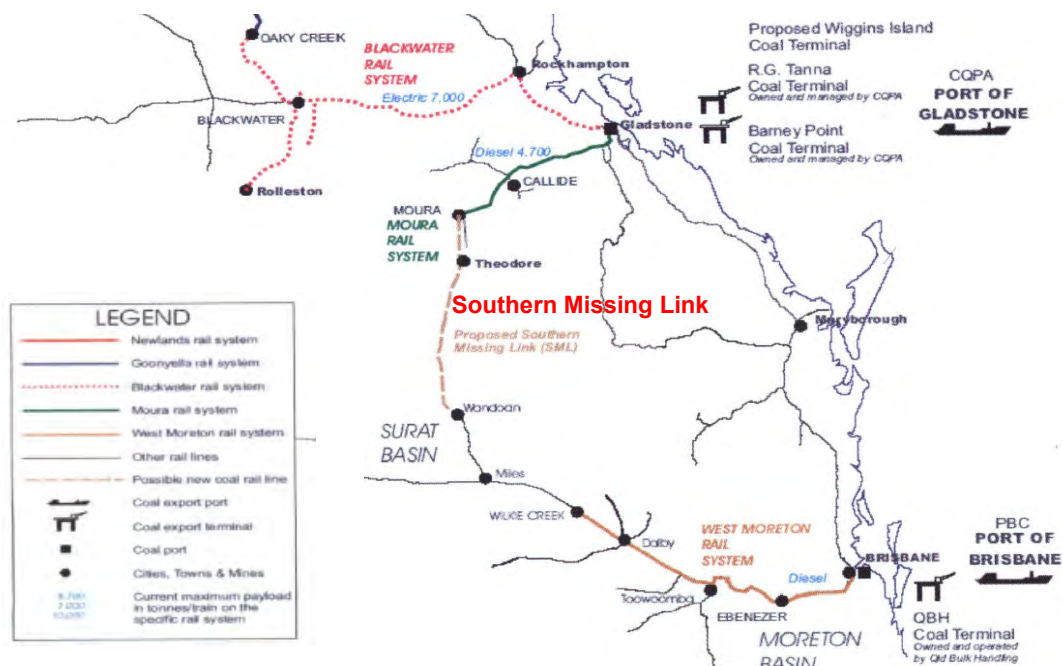 OAKY CREEK
BLACKWATER
RAIL
SYSTEM
Rockhampton
Electric 7,000
BLACKWATER
Rolleston
Gladstone
Diesel 4,700
CALLIDE
MOURA
MOURA
RAIL
SYSTEM
Theodore
Southern Missing Link
Proposed Southern
Missing Link (SML)
Maryborough
Wandoan
SURAT
BASIN
Miles
WILKIE CREEK
Dalby
WEST MORETON
RAIL
SYSTEM
Diesel
BRISBANE
Toowoomba
EBENEZER
MORETON
BASIN
Proposed Wiggins Island
Coal Terminal
R.G. Tanna
Coal Terminal
Owned and managed by CQPA
Barney Point
Coal Terminal
Owned and managed by CQPA
CQPA
PORT OF
GLADSTONE
PBC
PORT OF
BRISBANE
QBH
Coal Terminal
Owned and operated
by Qld Bulk Handling
LEGEND
Newlands rail system
Goonyella rail system
Blackwater rail system
Moura rail system
West Moreton rail system
Other rail lines
Possible new coal rail line
Coal export port
Coal export terminal
Coal port
Cities, Towns & Mines
Current maximum payload
in tonnes/train on the
specific rail system
7,000
10,000